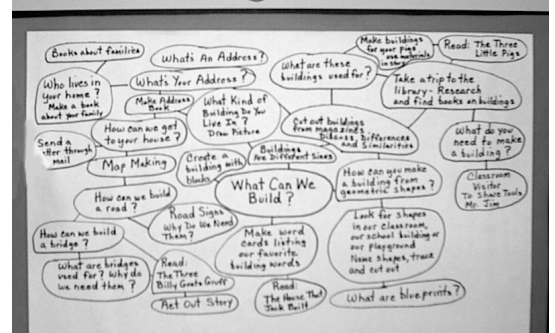 Books about families
What's An Address?
What's Your Address?
Who lives in
your home?
Make a book
about your family
Make Address
Book
What Kind of
Building Do You
Live In?
Draw Picture
What are these
buildings used for?
Make buildings
for your pigs
use materials
in story
Read: The Three
Little Pigs
Take a trip to the
library - Research
and find books on buildings
How can we get
to your house?
Send a
letter through
mail
Map Making
Create a
building with
blocks
Buildings
Are Different Sizes
Cut out buildings
from magazines
Discuss, Differences
and Similarities
What do you
need to make
a building?
Classroom
Visitor
To Share Tools
Mr. Jim
What Can We
Build?
How can you make
a building from
geometric shapes?
How can we build
a road?
Road Signs
Why Do We Need
Them?
How can we build
a bridge?
What are bridges
used for? Why do
we need them?
Read:
The Three
Billy Goats Gruff
Act Out Story
Make word
cards listing
our favorite
building words
Read:
The House That
Jack Built
Look for shapes
in our classroom,
our school building or
our playground
Name shapes, trace
and cut out
What are blueprints?